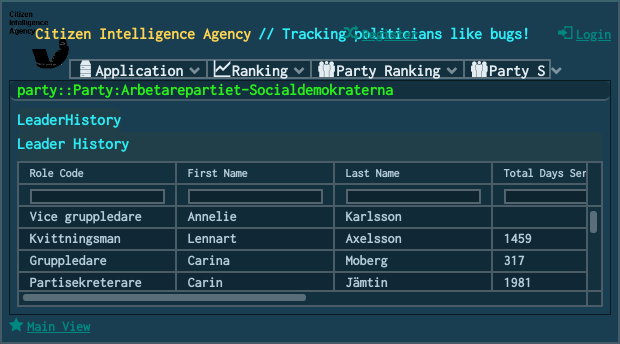 Citizen
Intelligence
Agency
Citizen Intelligence Agency // Tracking politicians like bugs!
Register
Login
Application
Ranking
Party Ranking
Party S
party::Party:Arbetarepartiet-Socialdemokraterna
LeaderHistory
Leader History
Role Code First Name Last Name Total Days Ser
Vice gruppledare Annelie Karlsson
Kvittningsman Lennart Axelsson 1459
Gruppledare Carina Moberg 317
Partisekreterare Carin Jämtin 1981
Main View